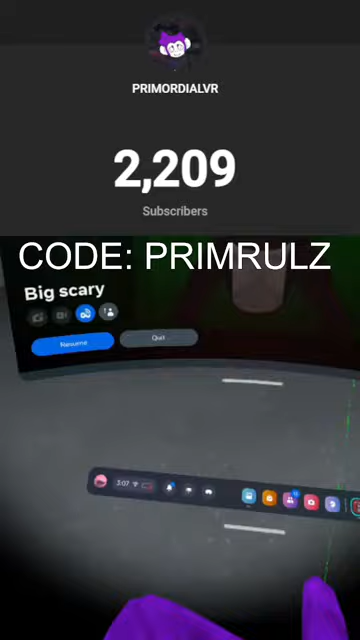 PRIMORDIALVR
2,209
Subscribers
CODE: PRIMRULZ
Big scary
Resume
Quit
3:07